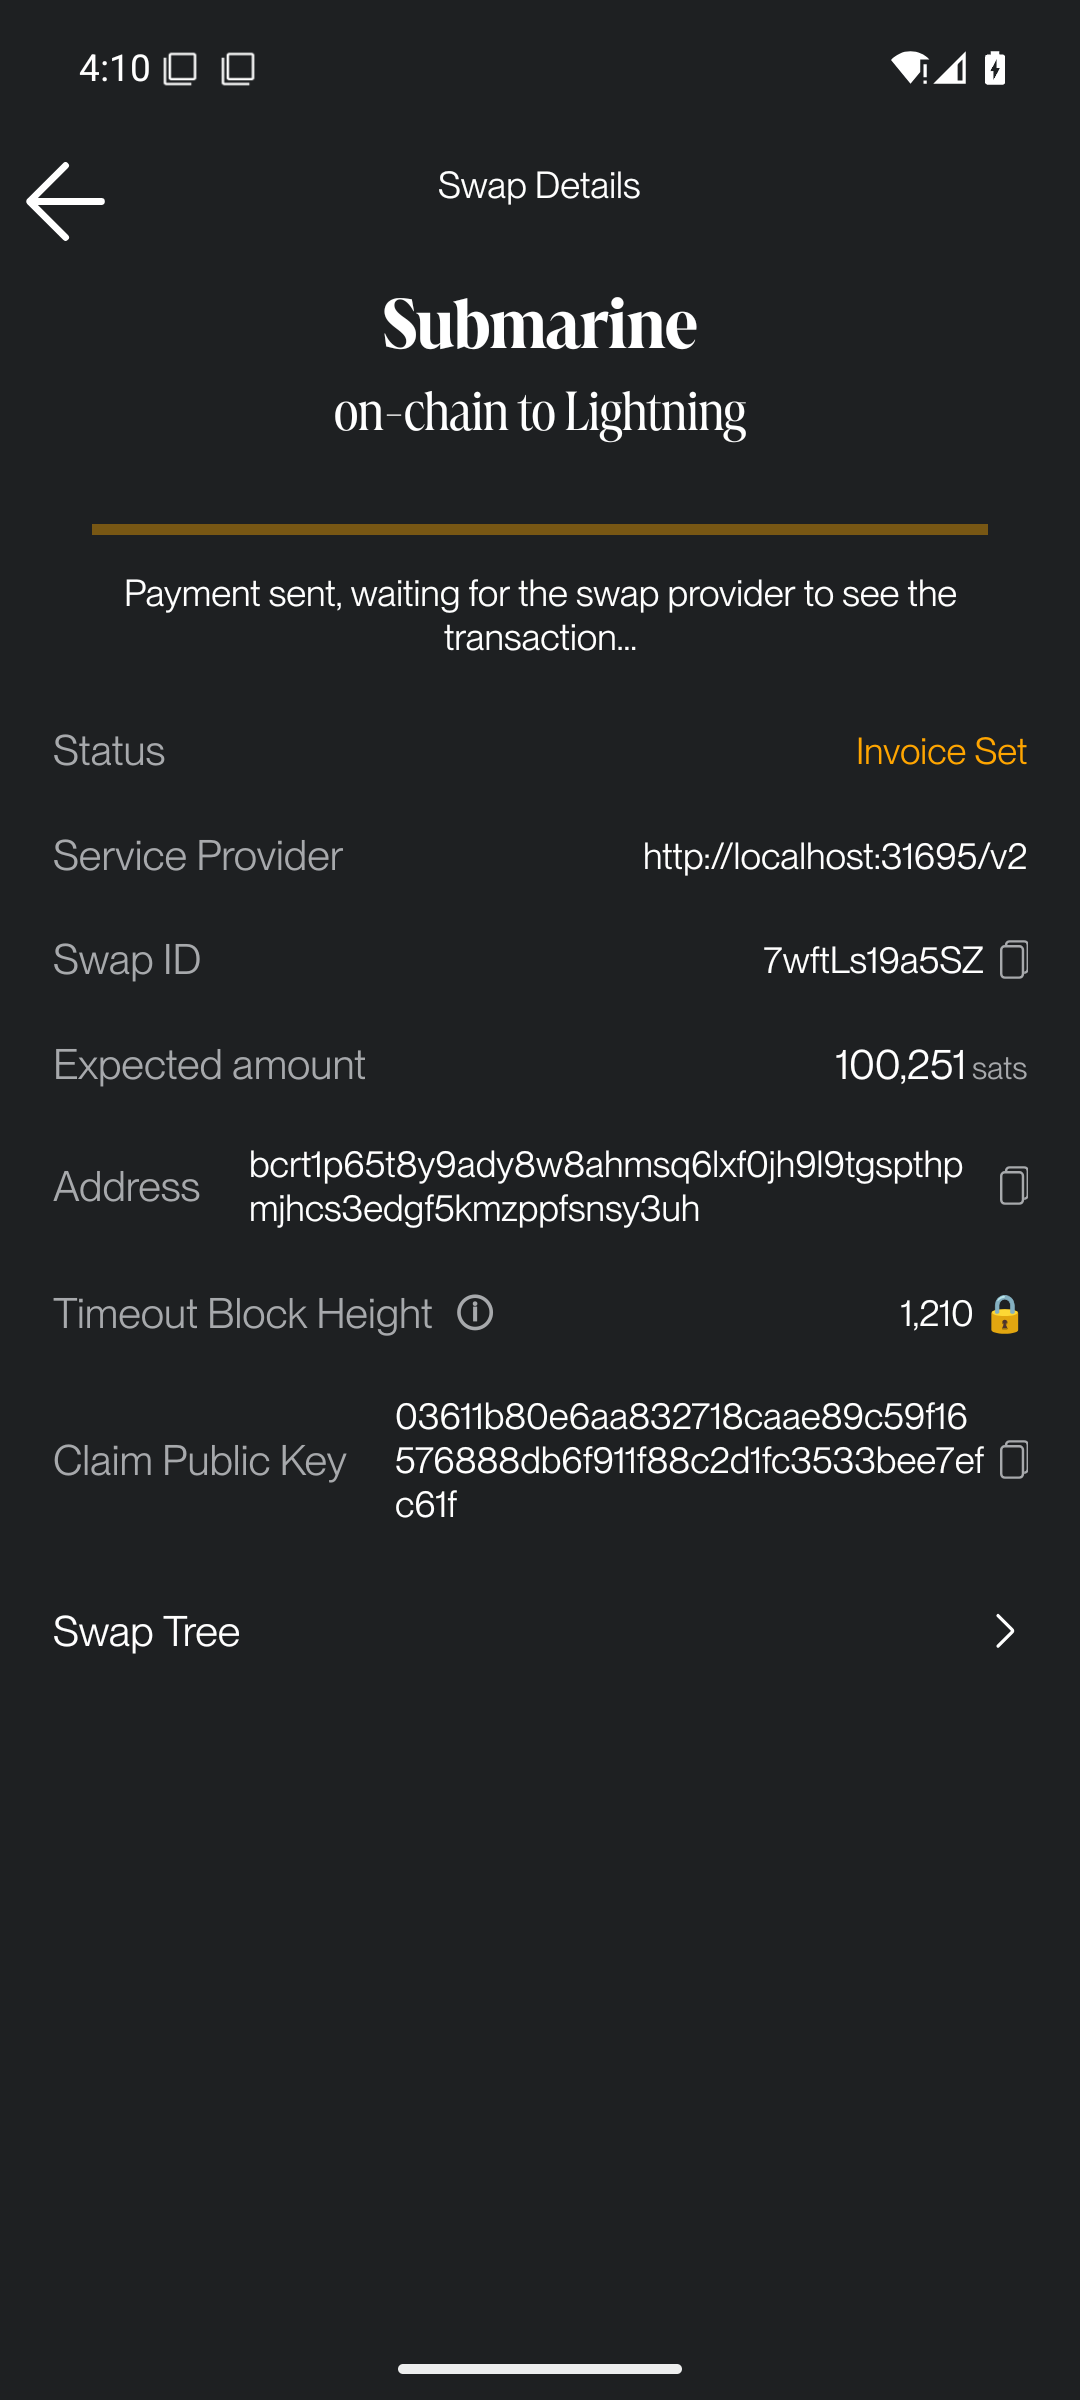 4:10
Swap Details
Submarine
on-chain to Lightning
Payment sent, waiting for the swap provider to see the
transaction...
Status
Invoice Set
Service Provider
http://localhost:31695/v2
Swap ID
7wftLs19a5SZ
Expected amount
100,251 sats
Address
bcrt1p65t8y9ady8w8ahmsq6lxf0jh9l9tgspthp
mjhcs3edgf5kmzppfsnsy3uh
Timeout Block Height
1,210
Claim Public Key
03611b80e6aa832718caae89c59f16
576888db6f911f88c2d1fc3533bee7ef
c61f
Swap Tree